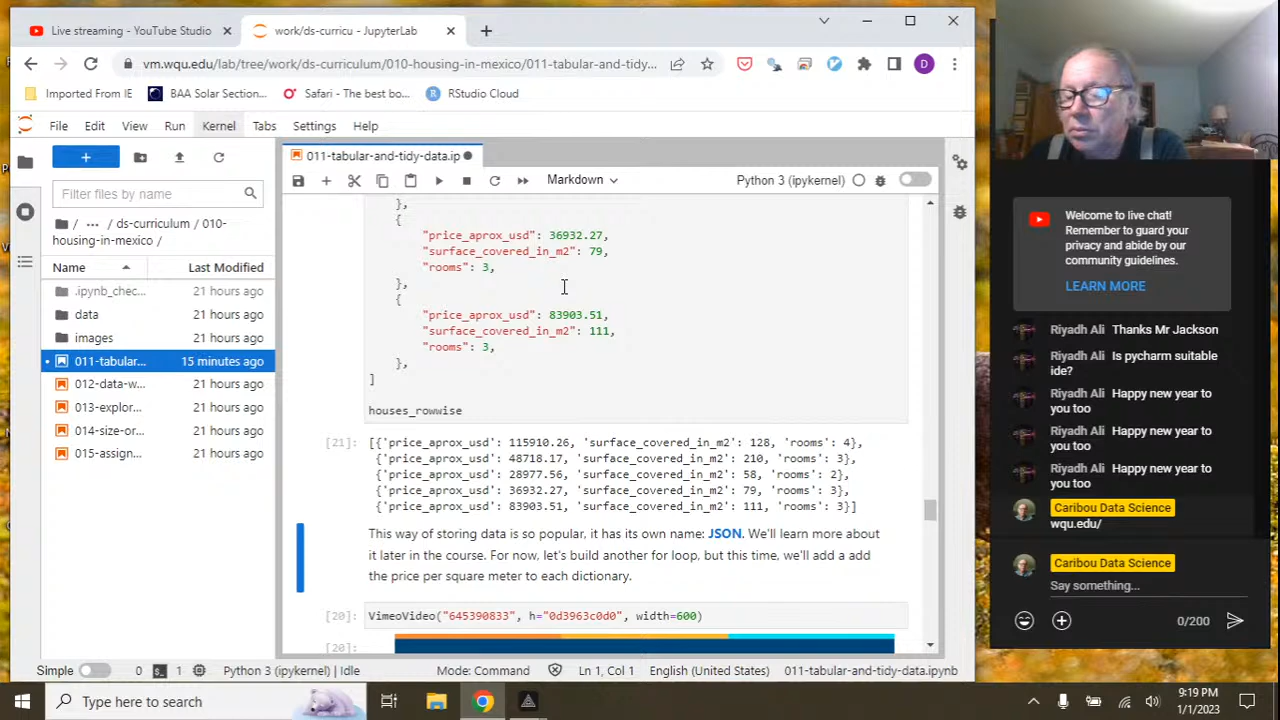 Live streaming - YouTube Studio
work/ds-curricu - JupyterLab
vm.wqu.edu/lab/tree/work/ds-curriculum/010-housing-in-mexico/011-tabular-and-tidy-data....
D
Imported From IE
BAA Solar Section...
Safari - The best bo...
RStudio Cloud
File Edit View Run Kernel Tabs Settings Help
011-tabular-and-tidy-data.ip
Markdown
Python 3 (ipykernel)
Filter files by name
... / ds-curriculum / 010-
housing-in-mexico /
Name Last Modified
.ipynb_chec... 21 hours ago
data 21 hours ago
images 21 hours ago
011-tabular... 15 minutes ago
012-data-w... 21 hours ago
013-explor... 21 hours ago
014-size-or... 21 hours ago
015-assign... 21 hours ago
},
{
"price_aprox_usd": 36932.27,
"surface_covered_in_m2": 79,
"rooms": 3,
},
{
"price_aprox_usd": 83903.51,
"surface_covered_in_m2": 111,
"rooms": 3,
},
]
houses_rowwise
[21]: [{'price_aprox_usd': 115910.26, 'surface_covered_in_m2': 128, 'rooms': 4},
{'price_aprox_usd': 48718.17, 'surface_covered_in_m2': 210, 'rooms': 3},
{'price_aprox_usd': 28977.56, 'surface_covered_in_m2': 58, 'rooms': 2},
{'price_aprox_usd': 36932.27, 'surface_covered_in_m2': 79, 'rooms': 3},
{'price_aprox_usd': 83903.51, 'surface_covered_in_m2': 111, 'rooms': 3}]
This way of storing data is so popular, it has its own name: JSON. We'll learn more about
it later in the course. For now, let's build another for loop, but this time, we'll add a add
the price per square meter to each dictionary.
[20]: VimeoVideo("645390833", h="0d3963c0d0", width=600)
[20]:
Simple 0 1 Python 3 (ipykernel) | Idle Mode: Command Ln 1, Col 1 English (United States) 011-tabular-and-tidy-data.ipynb
Welcome to live chat!
Remember to guard your
privacy and abide by our
community guidelines.
LEARN MORE
Riyadh Ali Thanks Mr Jackson
Riyadh Ali Is pycharm suitable
ide?
Riyadh Ali Happy new year to
you too
Riyadh Ali Happy new year to
you too
Riyadh Ali Happy new year to
you too
Caribou Data Science
wqu.edu/
Caribou Data Science
Say something...
0/200
Type here to search
9:19 PM
1/1/2023